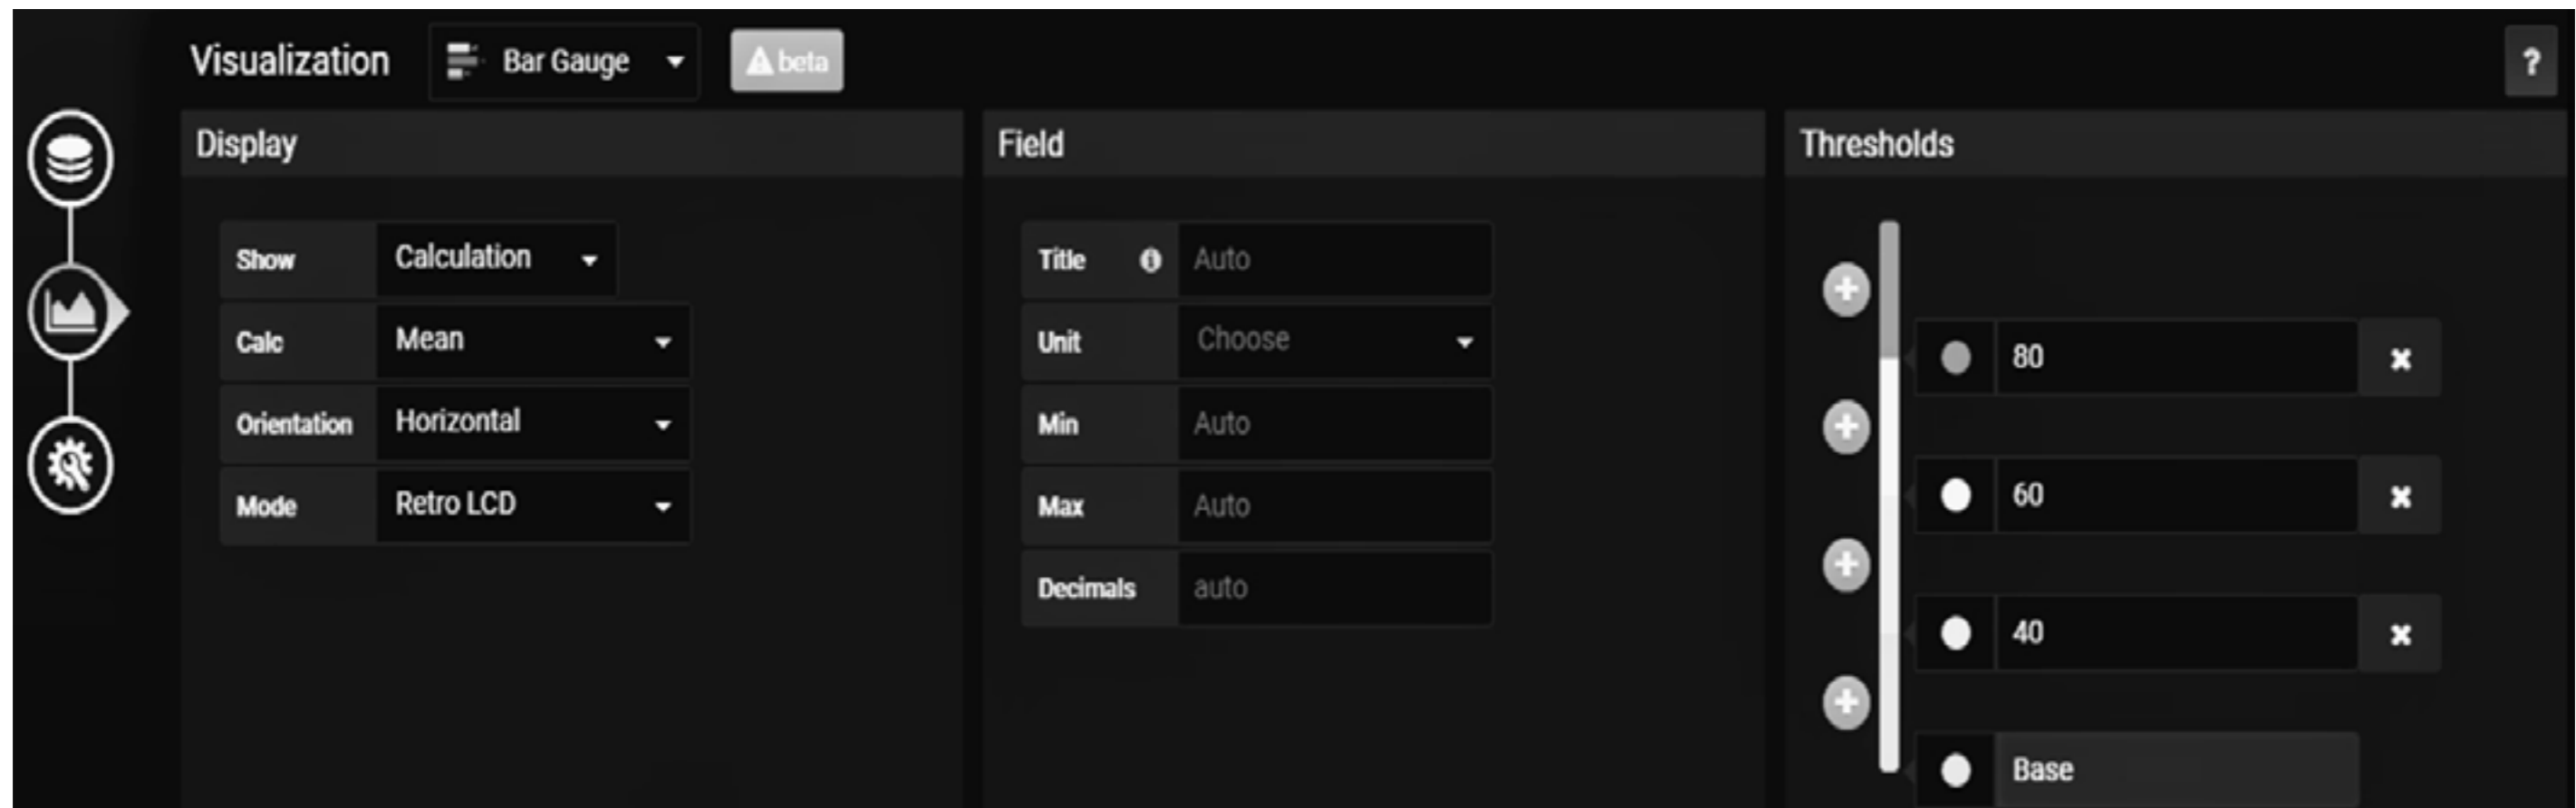 Visualization Bar Gauge beta ?
Display
Show Calculation
Calc Mean
Orientation Horizontal
Mode Retro LCD
Field
Title Auto
Unit Choose
Min Auto
Max Auto
Decimals auto
Thresholds
80
60
40
Base